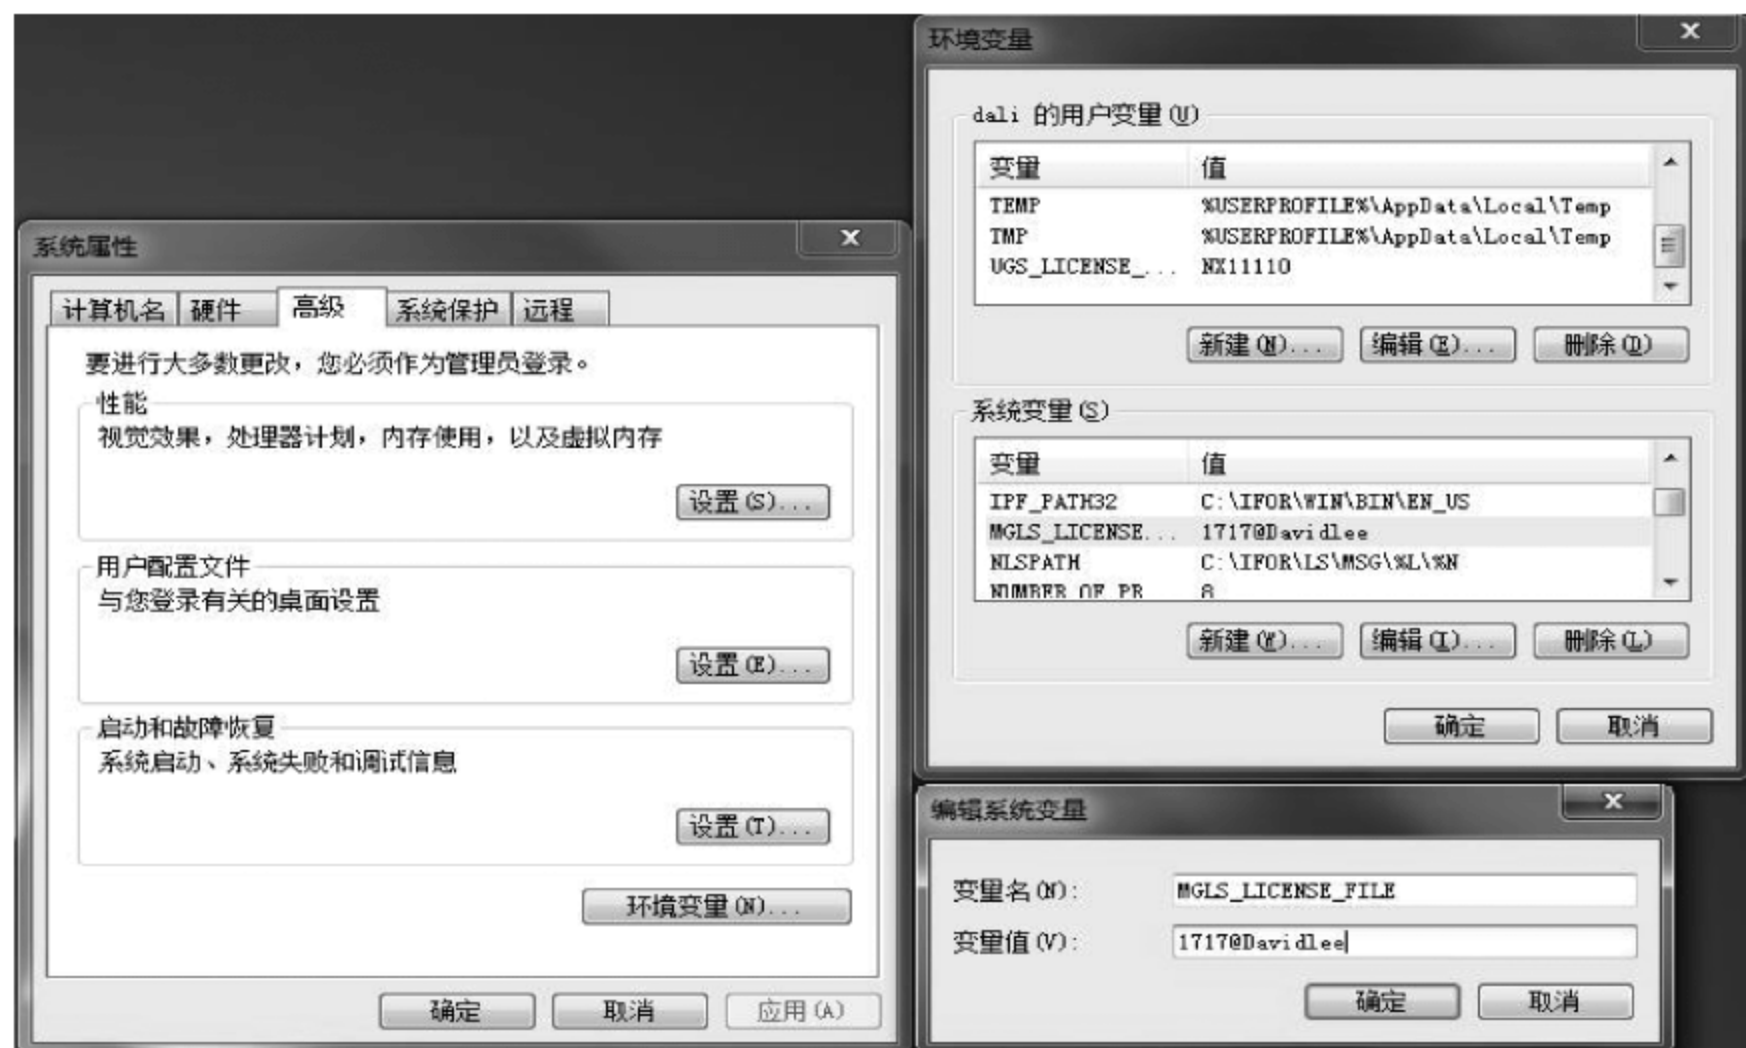 系统属性
计算机名 硬件 高级 系统保护 远程
要进行大多数更改，您必须作为管理员登录。
性能
视觉效果，处理器计划，内存使用，以及虚拟内存
设置(S)...
用户配置文件
与您登录有关的桌面设置
设置(E)...
启动和故障恢复
系统启动、系统失败和调试信息
设置(T)...
环境变量(N)...
确定 取消 应用(A)
环境变量
dali 的用户变量(U)
变量 值
TEMP %USERPROFILE%\AppData\Local\Temp
TMP %USERPROFILE%\AppData\Local\Temp
UGS_LICENSE_... NX11110
新建(N)... 编辑(E)... 删除(D)
系统变量(S)
变量 值
IPF_PATH32 C:\IFOR\WIN\BIN\EN_US
MGLS_LICENSE... 1717@Davidlee
NLSPATH C:\IFOR\LS\MSG\%L\%N
NUMBER_OF_PR 8
新建(W)... 编辑(I)... 删除(L)
确定 取消
编辑系统变量
变量名(N): MGLS_LICENSE_FILE
变量值(V): 1717@Davidlee
确定 取消